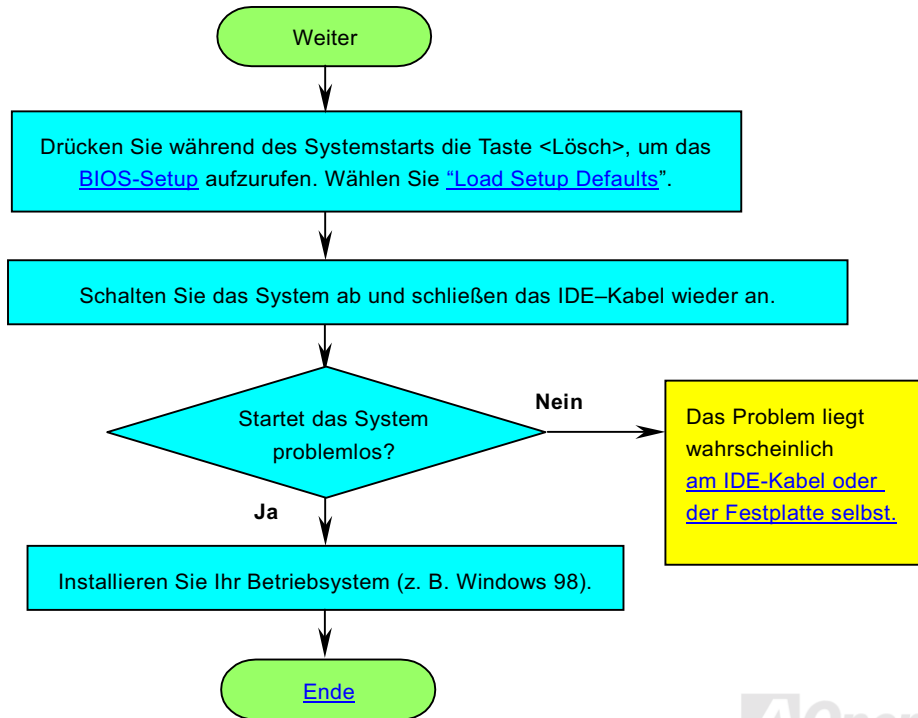 Weiter
Drücken Sie während des Systemstarts die Taste <Lösch>, um das
BIOS-Setup aufzurufen. Wählen Sie “Load Setup Defaults”.
Schalten Sie das System ab und schließen das IDE–Kabel wieder an.
Startet das System
problemlos?
Nein
Das Problem liegt
wahrscheinlich
am IDE-Kabel oder
der Festplatte selbst.
Ja
Installieren Sie Ihr Betriebsystem (z. B. Windows 98).
Ende